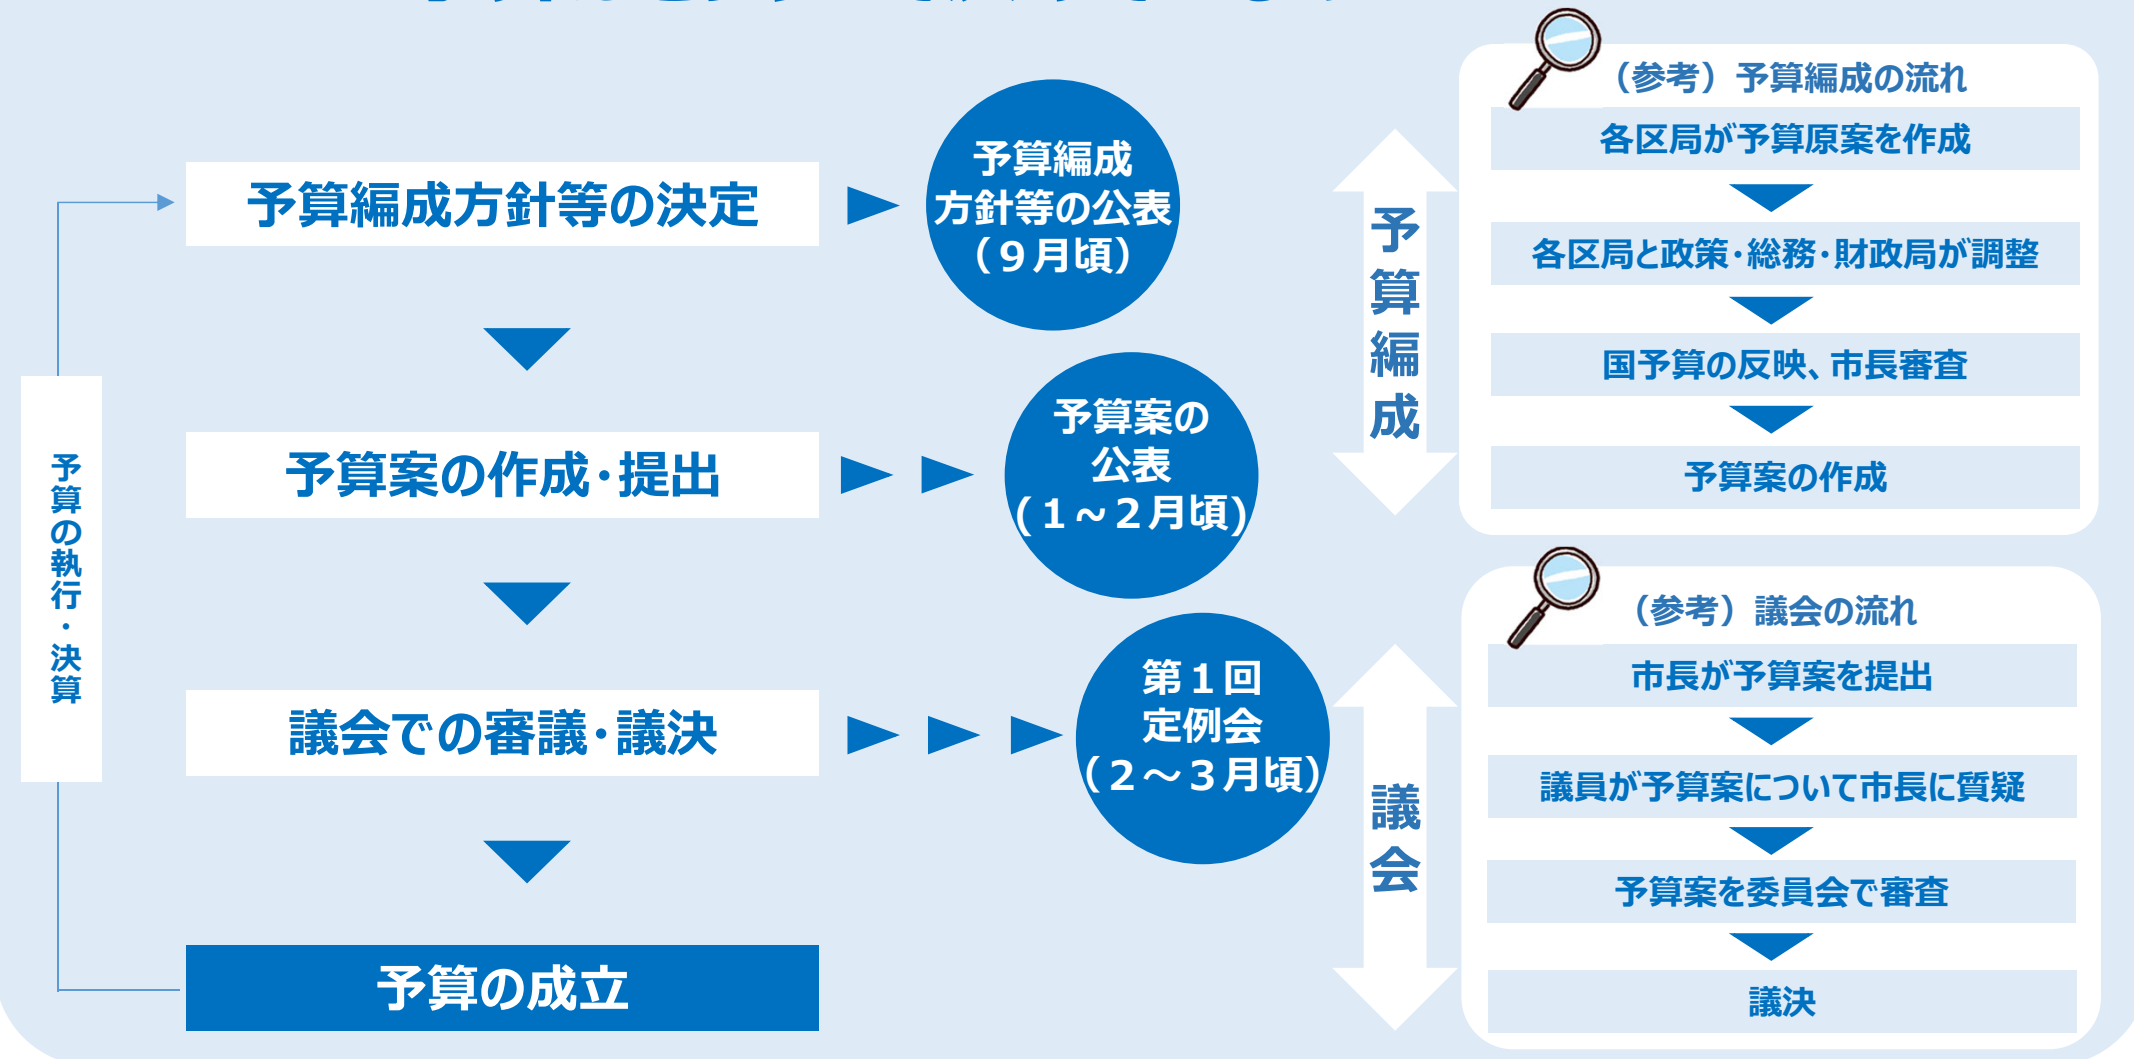 予算編成方針等の決定
予算編成
方針等の公表
（９月頃）
予算案の作成・提出
予算案の
公表
(１～２月頃)
議会での審議・議決
第１回
定例会
（２～３月頃）
予算の成立
予算の執行・決算
予算編成
（参考）予算編成の流れ
各区局が予算原案を作成
各区局と政策・総務・財政局が調整
国予算の反映、市長審査
予算案の作成
議会
（参考）議会の流れ
市長が予算案を提出
議員が予算案について市長に質疑
予算案を委員会で審査
議決